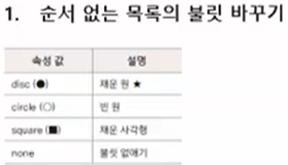 1. 순서 없는 목록의 불릿 바꾸기
속성 값 설명
disc (●) 채운 원 ★
circle (○) 빈 원
square (■) 채운 사각형
none 불릿 없애기